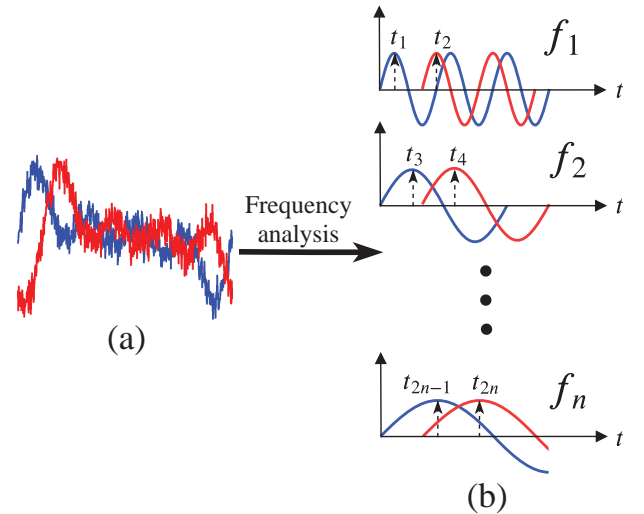 t₁ t₂ f₁
t
t₃ t₄ f₂
t
Frequency
analysis
(a)
t₂ₙ₋₁ t₂ₙ fₙ
t
(b)